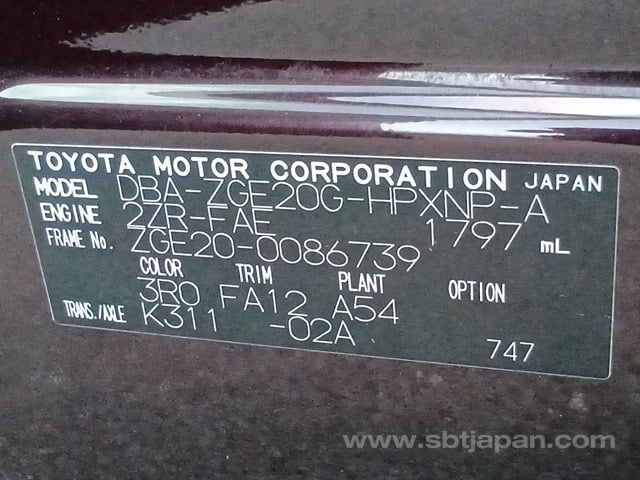 TOYOTA MOTOR CORPORATION JAPAN
MODEL DBA-ZGE20G-HPXNP-A
ENGINE 2ZR-FAE 1797 mL
FRAME No. ZGE20-0086739
COLOR TRIM PLANT OPTION
3R0 FA12 A54
TRANS./AXLE K311 -02A
747
www.sbtjapan.com